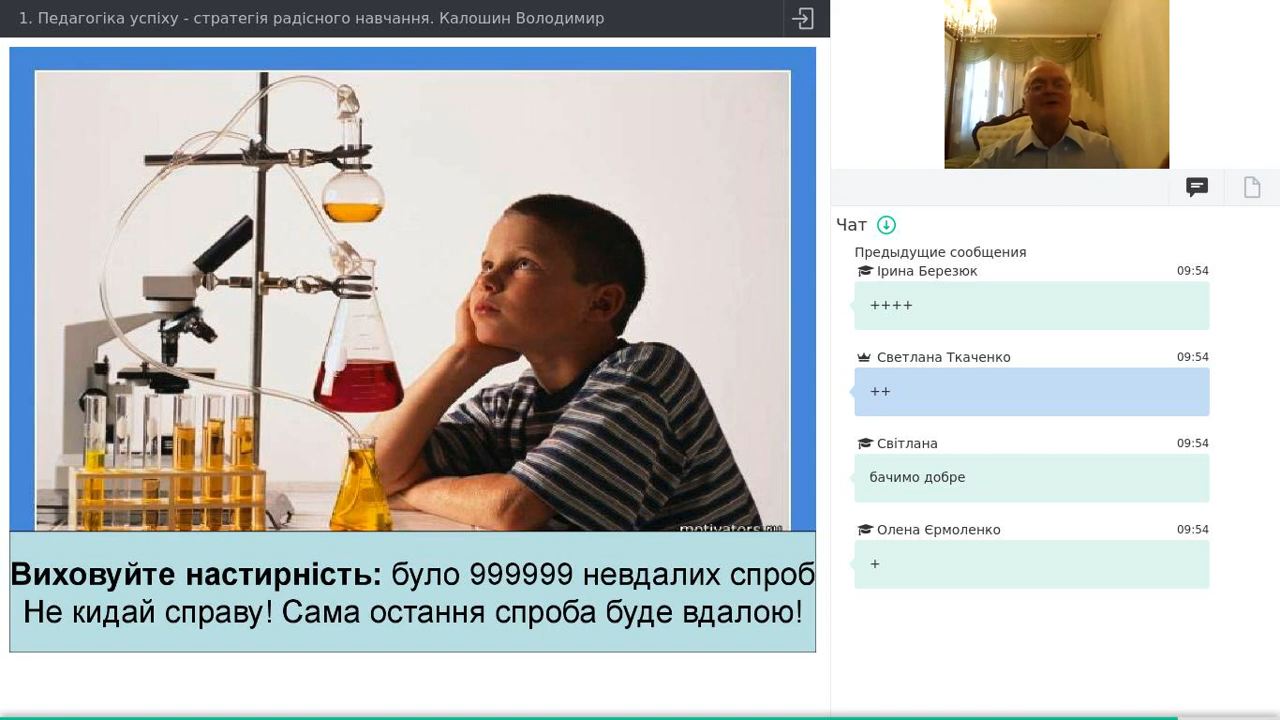 1. Педагогіка успіху - стратегія радісного навчання. Калошин Володимир
motivators.ru
Виховуйте настирність: було 999999 невдалих спроб
Не кидай справу! Сама остання спроба буде вдалою!
Чат
Предыдущие сообщения
Ірина Березюк 09:54
++++
Светлана Ткаченко 09:54
++
Світлана 09:54
бачимо добре
Олена Єрмоленко 09:54
+